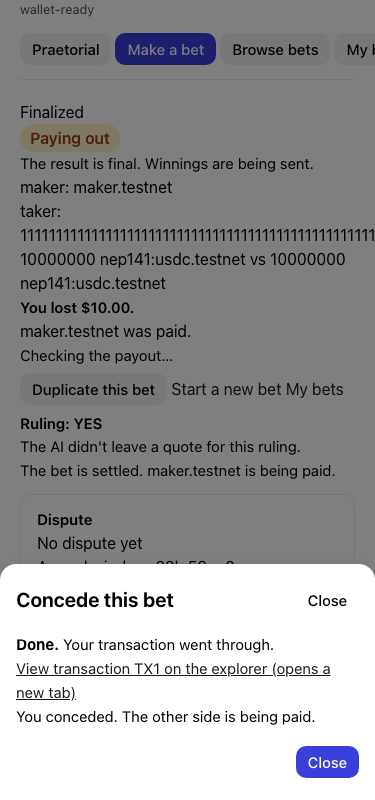 wallet-ready
Praetorial Make a bet Browse bets My b
Finalized
Paying out
The result is final. Winnings are being sent.
maker: maker.testnet
taker:
10000000 nep141:usdc.testnet vs 10000000
nep141:usdc.testnet
You lost $10.00.
maker.testnet was paid.
Checking the payout...
Duplicate this bet Start a new bet My bets
Ruling: YES
The AI didn't leave a quote for this ruling.
The bet is settled. maker.testnet is being paid.
Dispute
No dispute yet
Concede this bet Close
Done. Your transaction went through.
View transaction TX1 on the explorer (opens a
new tab)
You conceded. The other side is being paid.
Close